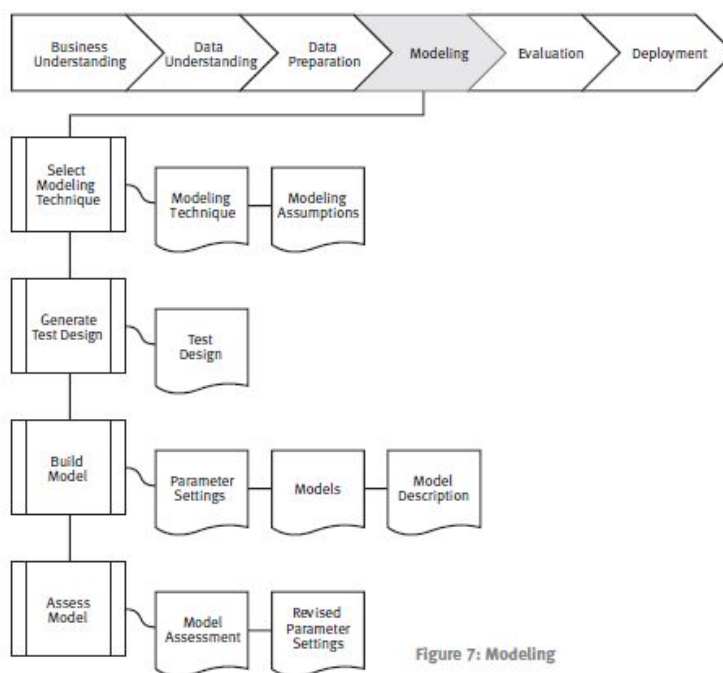 Business
Understanding
Data
Understanding
Data
Preparation
Modeling
Evaluation
Deployment
Select
Modeling
Technique
Modeling
Technique
Modeling
Assumptions
Generate
Test Design
Test
Design
Build
Model
Parameter
Settings
Models
Model
Description
Assess
Model
Model
Assessment
Revised
Parameter
Settings
Figure 7: Modeling